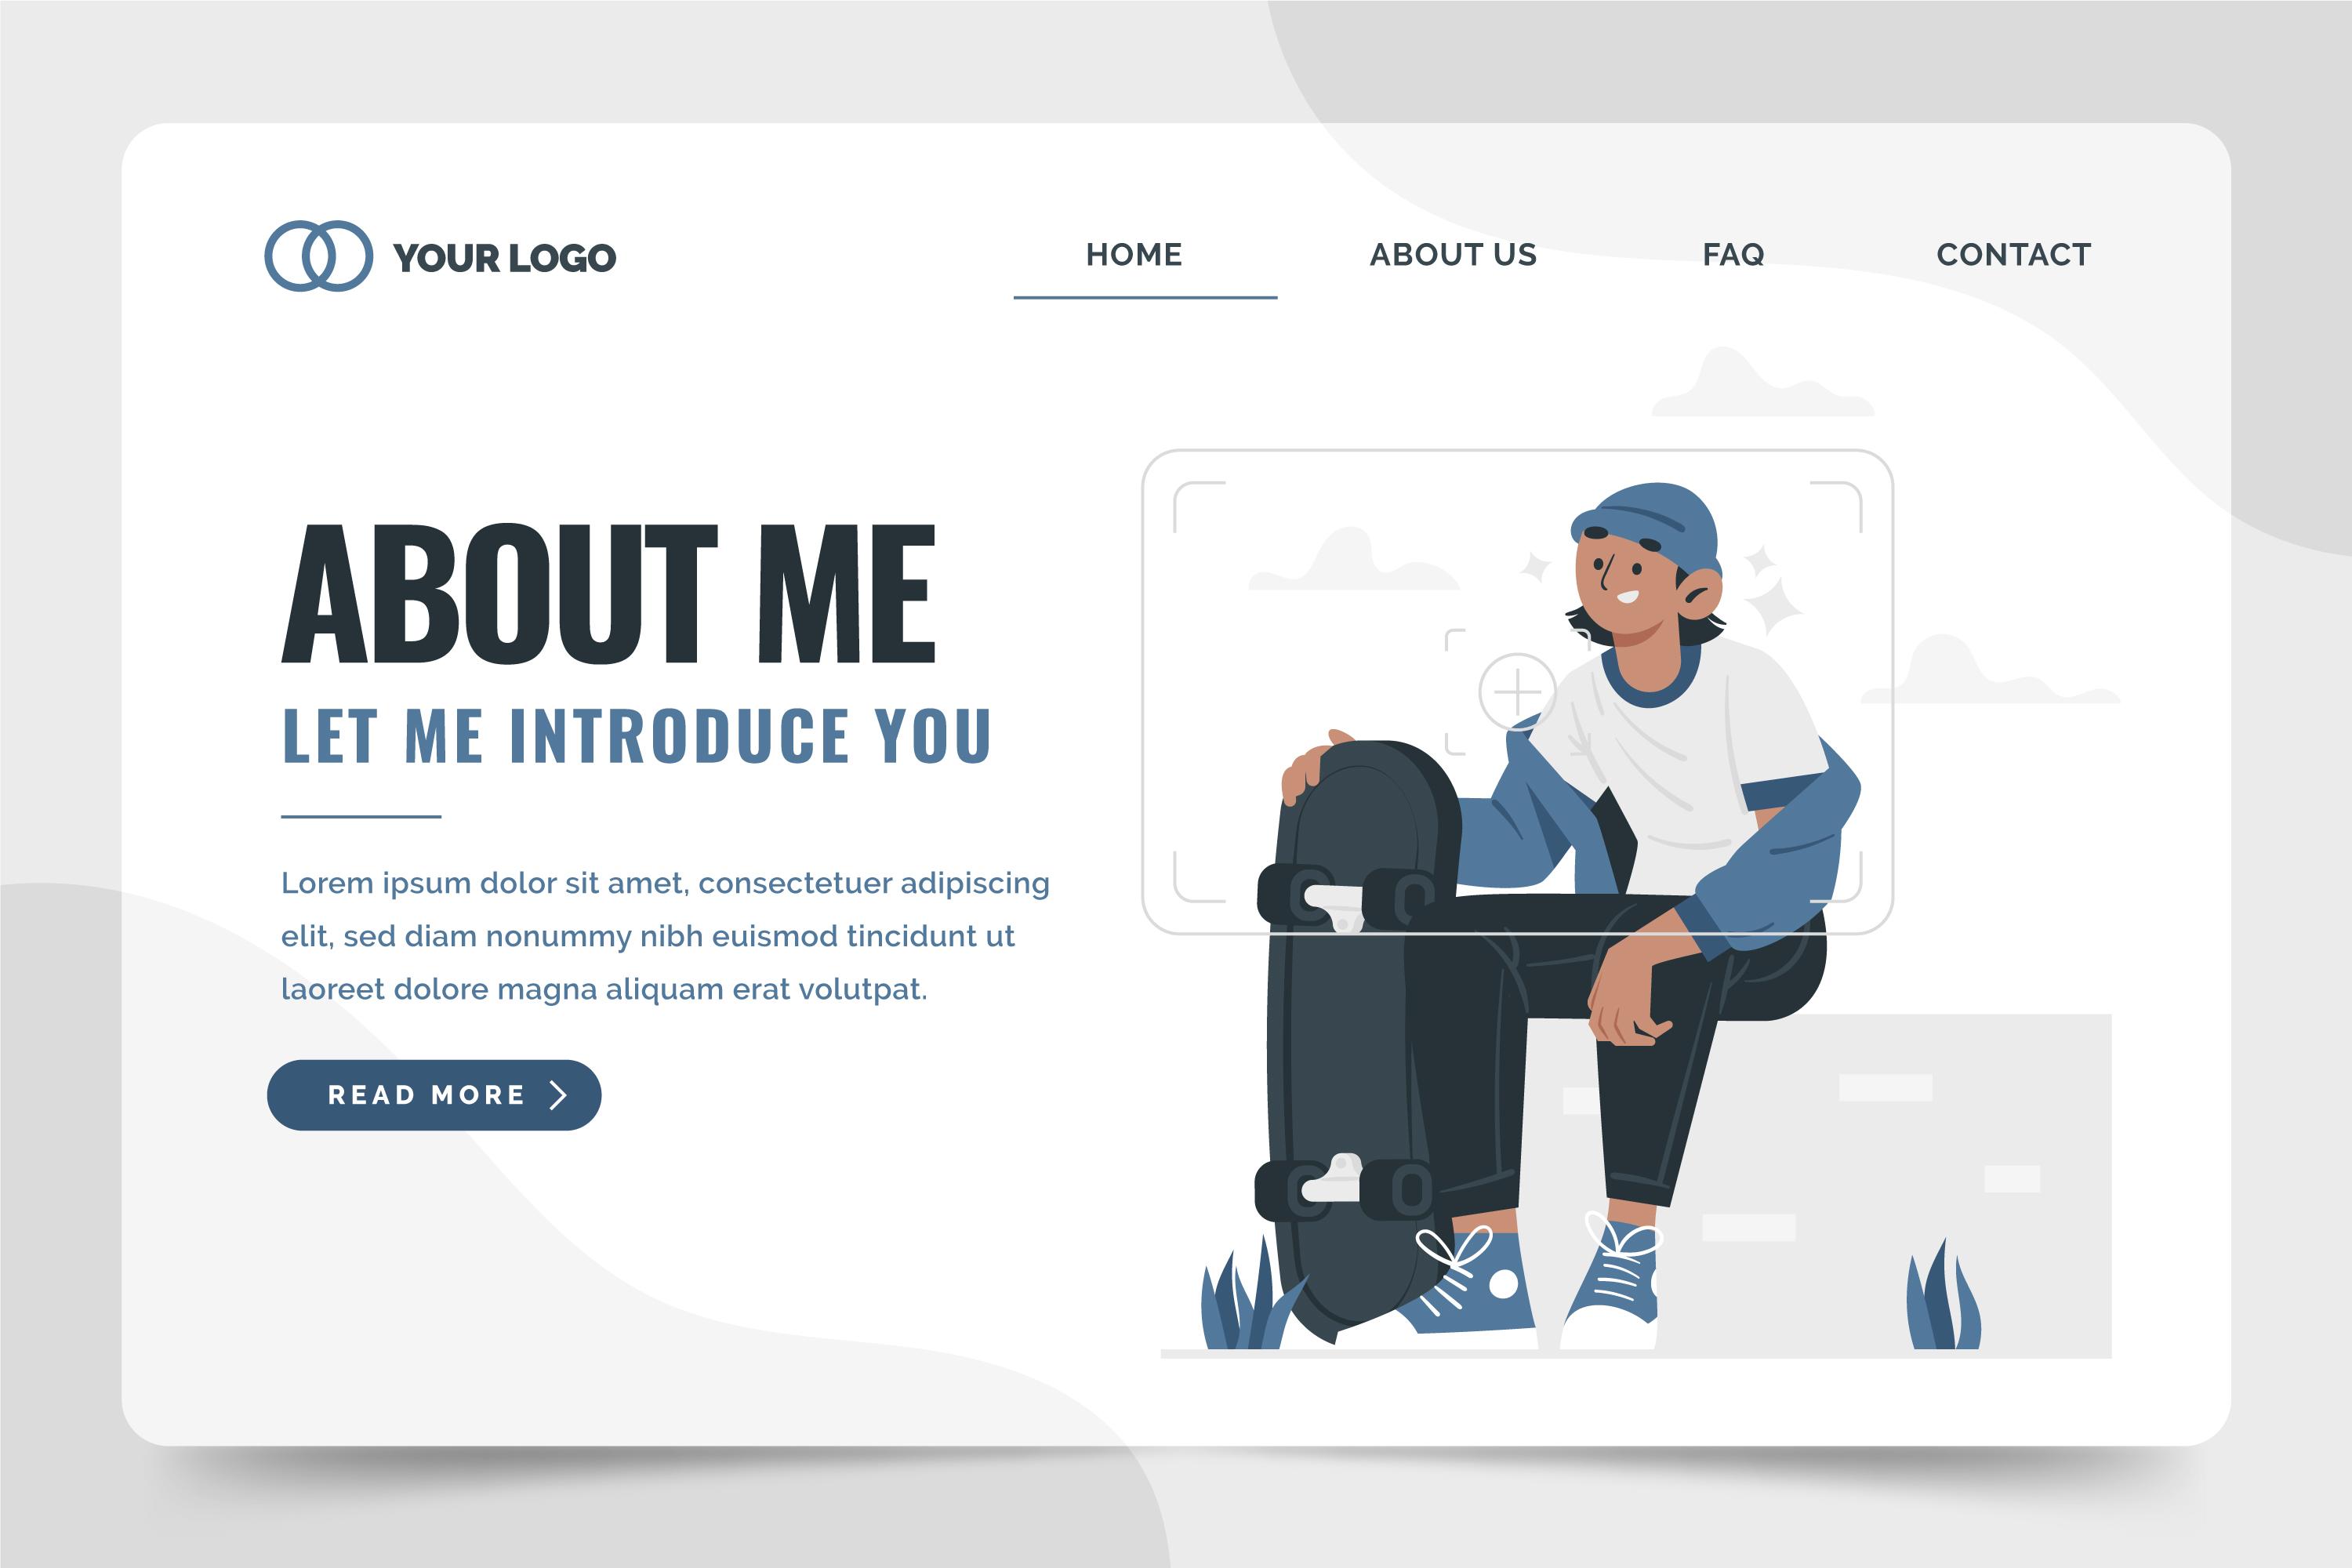 YOUR LOGO
HOME
ABOUT US
FAQ
CONTACT
ABOUT ME
LET ME INTRODUCE YOU
Lorem ipsum dolor sit amet, consectetuer adipiscing
elit, sed diam nonummy nibh euismod tincidunt ut
laoreet dolore magna aliquam erat volutpat.
READ MORE